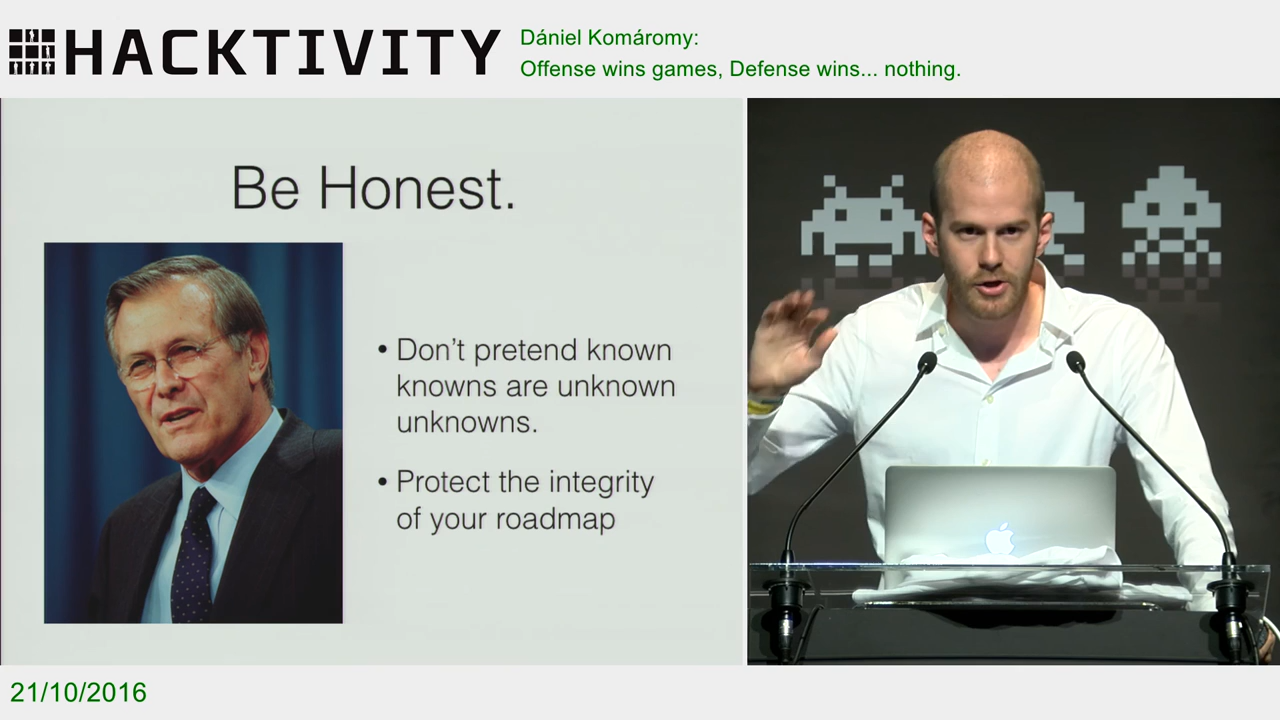 HACKTIVITY
Dániel Komáromy:
Offense wins games, Defense wins... nothing.
Be Honest.
• Don't pretend known
knowns are unknown
unknowns.
• Protect the integrity
of your roadmap
21/10/2016